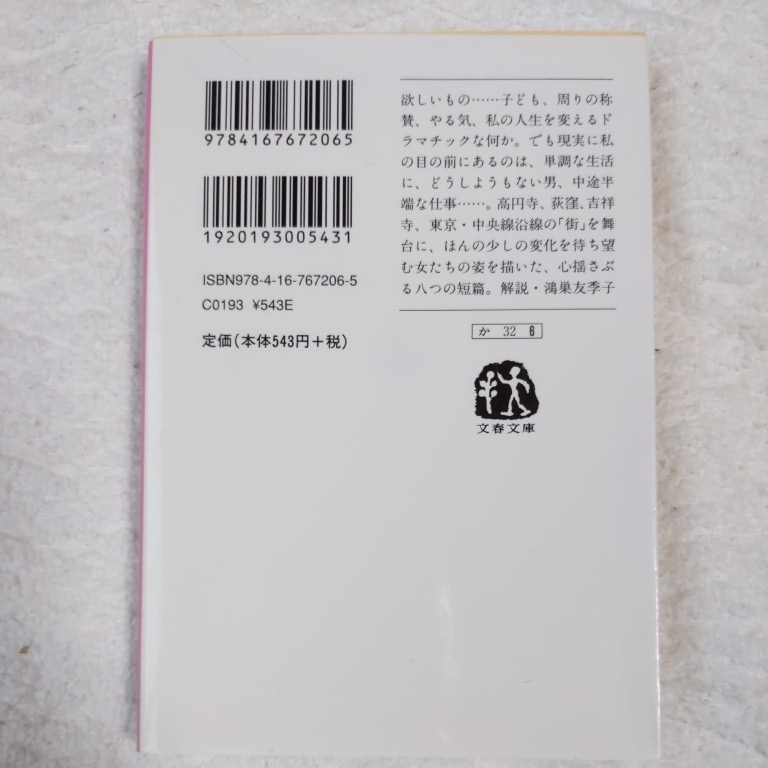 9784167672065
1920193005431
ISBN978-4-16-767206-5
C0193 ¥543E
定価(本体543円+税)
欲しいもの……子ども、周りの称
賛、やる気、私の人生を変えるド
ラマチックな何か。でも現実に私
の目の前にあるのは、単調な生活
に、どうしようもない男、中途半
端な仕事……。高円寺、荻窪、吉祥
寺、東京・中央線沿線の「街」を舞
台に、ほんの少しの変化を待ち望
む女たちの姿を描いた、心揺さぶ
る八つの短篇。解説・鴻巣友季子
か 32 6
文春文庫